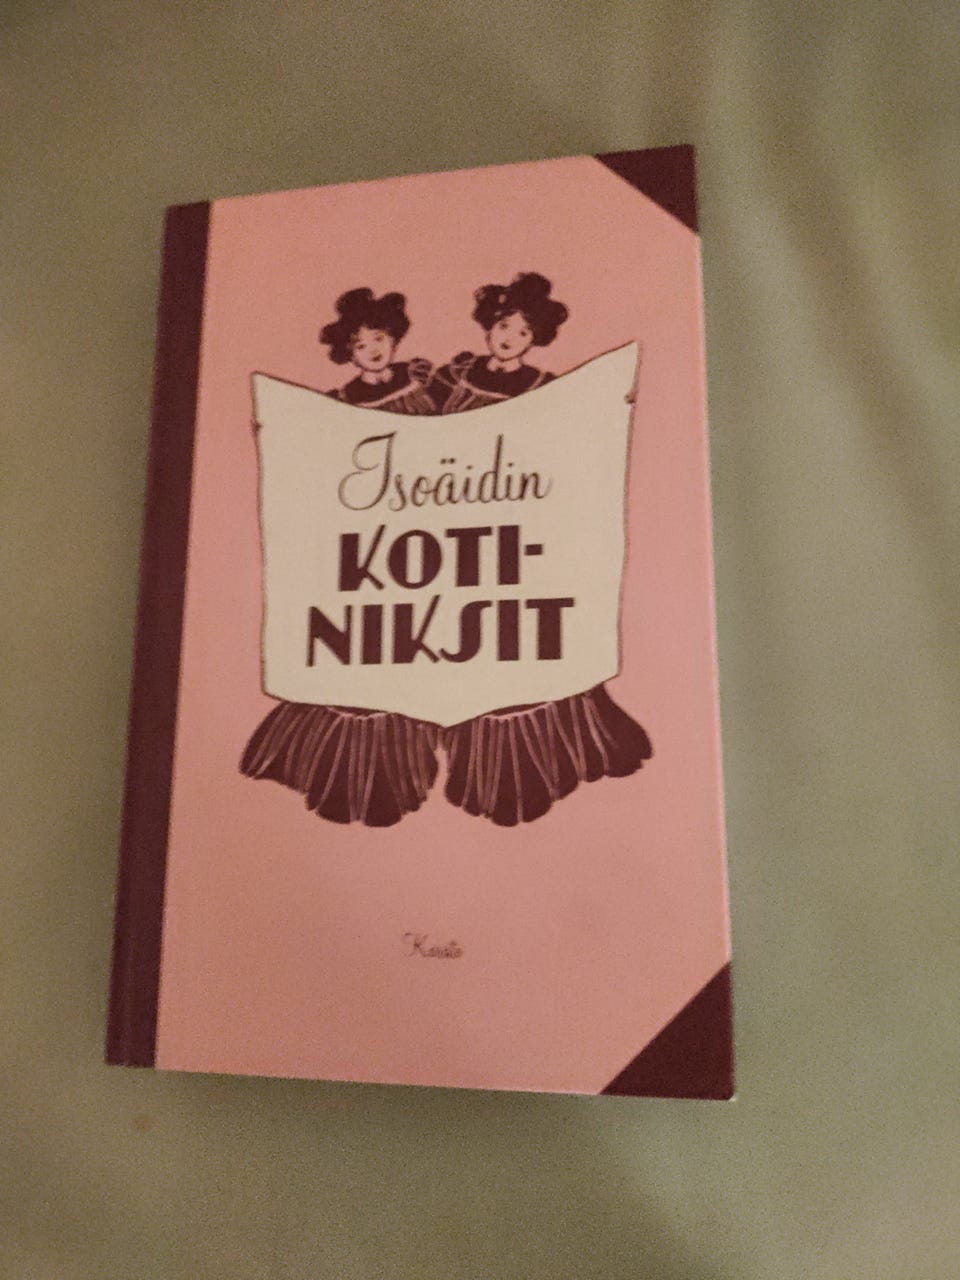 Isoäidin
KOTI-
NIKSIT
Karisto